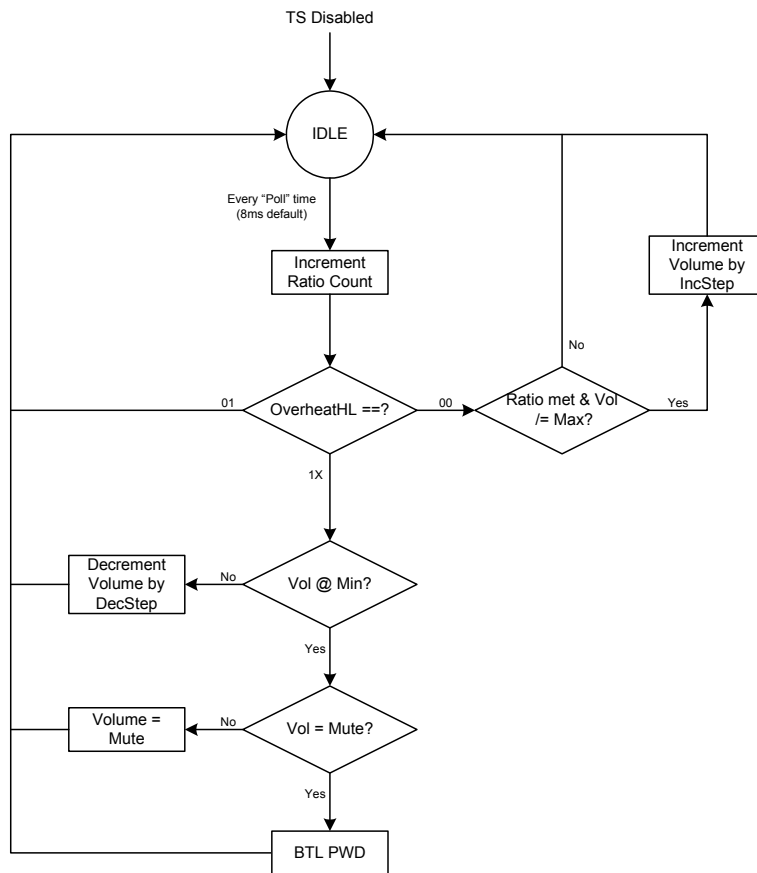 TS Disabled
IDLE
Every “Poll” time
(8ms default)
Increment
Ratio Count
Increment
Volume by
IncStep
No
OverheatHL ==?
01
00
Ratio met & Vol
/= Max?
Yes
1X
Decrement
Volume by
DecStep
No
Vol @ Min?
Yes
Volume =
Mute
No
Vol = Mute?
Yes
BTL PWD